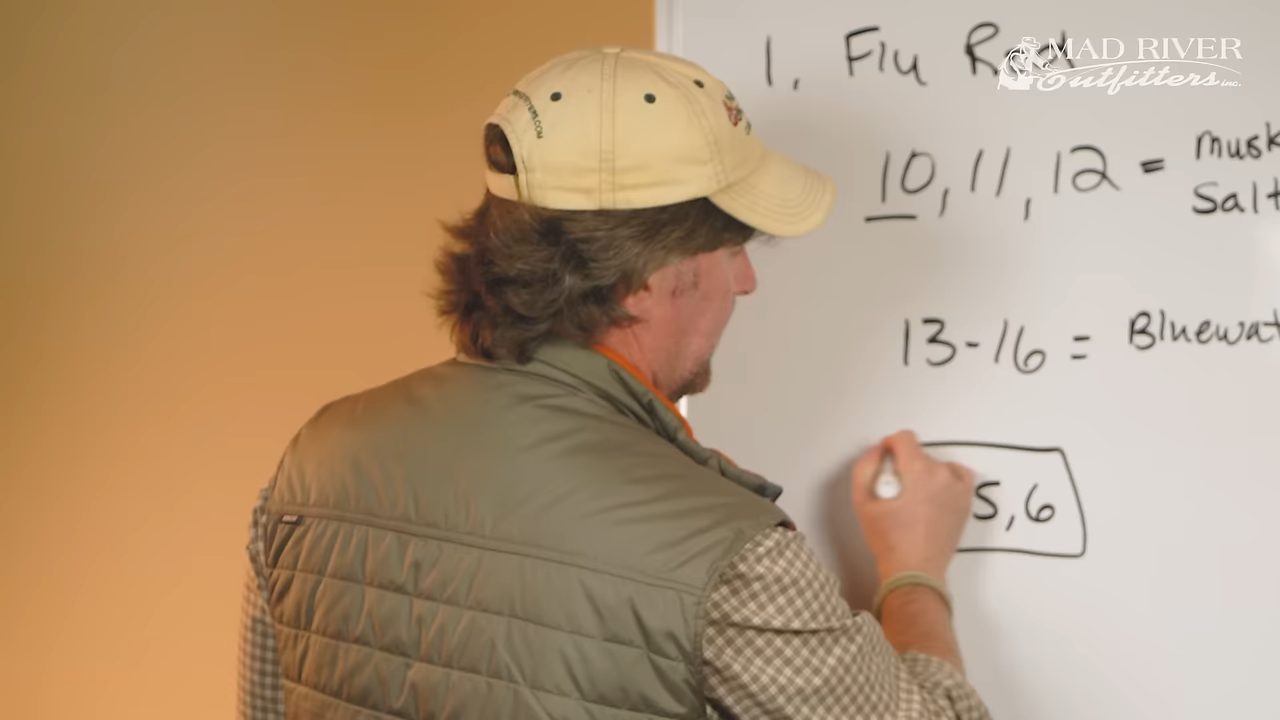 1, Fly Rod
MAD RIVER
Outfitters inc.
10, 11, 12 = musk
Salt
13-16 = Bluewat
5, 6